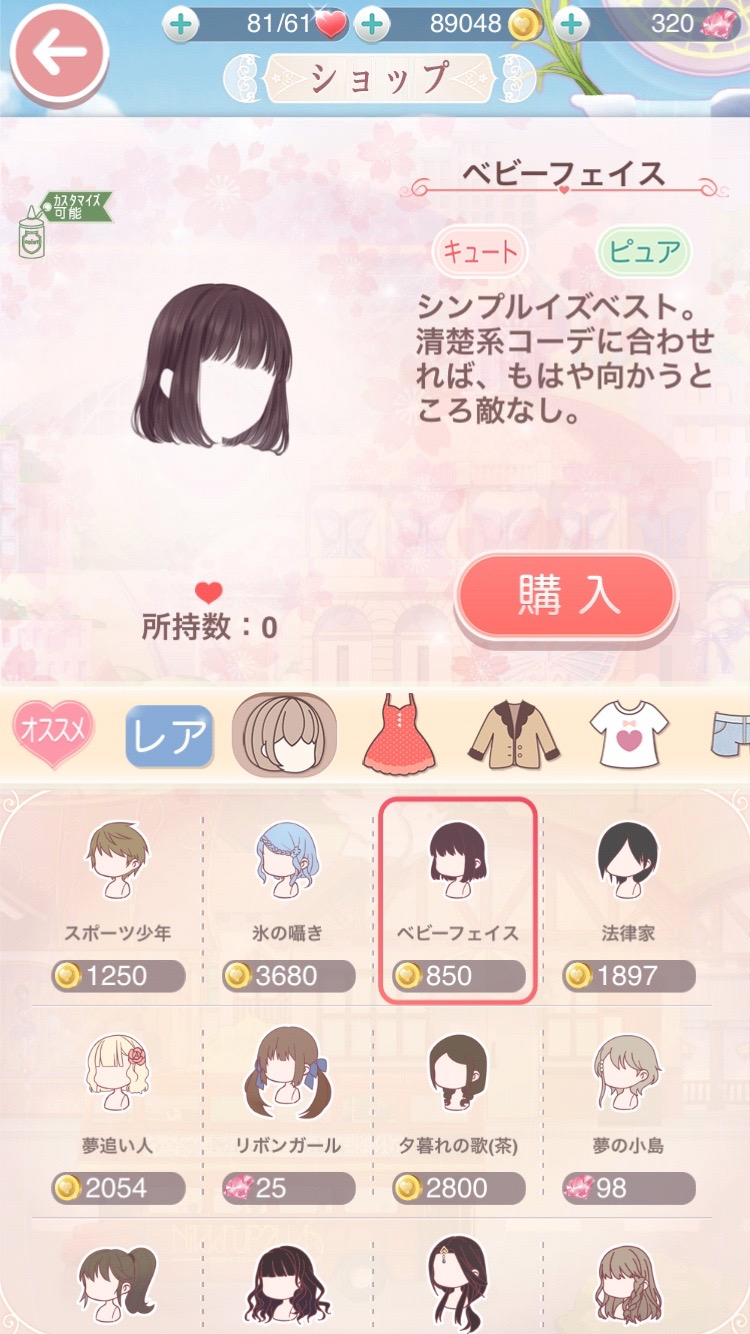 81/61
89048
320
ショップ
カスタマイズ
可能
ベビーフェイス
キュート
ピュア
シンプルイズベスト。
清楚系コーデに合わせ
れば、もはや向かうと
ころ敵なし。
所持数：0
購入
オススメ
レア
スポーツ少年
氷の囁き
ベビーフェイス
法律家
1250
3680
850
1897
夢追い人
リボンガール
夕暮れの歌(茶)
夢の小島
2054
25
2800
98